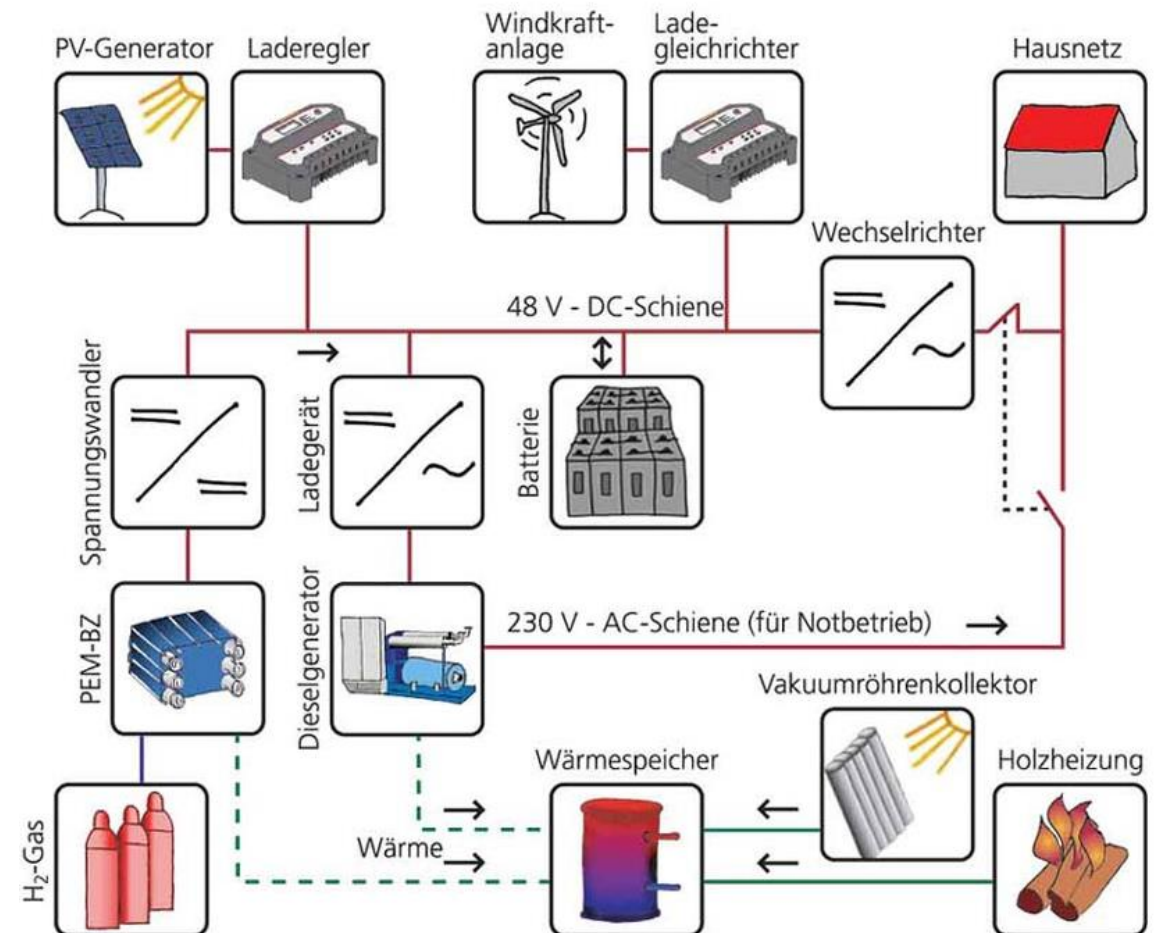 PV-Generator
Laderegler
Windkraft-
anlage
Lade-
gleichrichter
Hausnetz
Wechselrichter
48 V - DC-Schiene
Spannungswandler
Ladegerät
Batterie
PEM-BZ
Dieselgenerator
230 V - AC-Schiene (für Notbetrieb)
Vakuumröhrenkollektor
Wärmespeicher
Holzheizung
Wärme
H₂-Gas